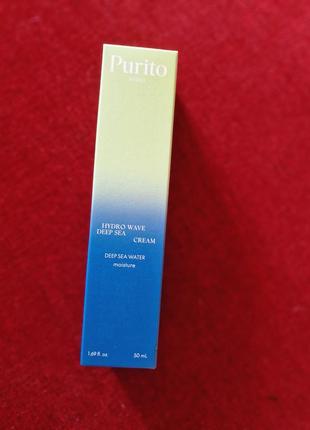 Purito
HYDRO WAVE
DEEP SEA
CREAM
DEEP SEA WATER
moisture
1.69 fl. oz. 50 mL